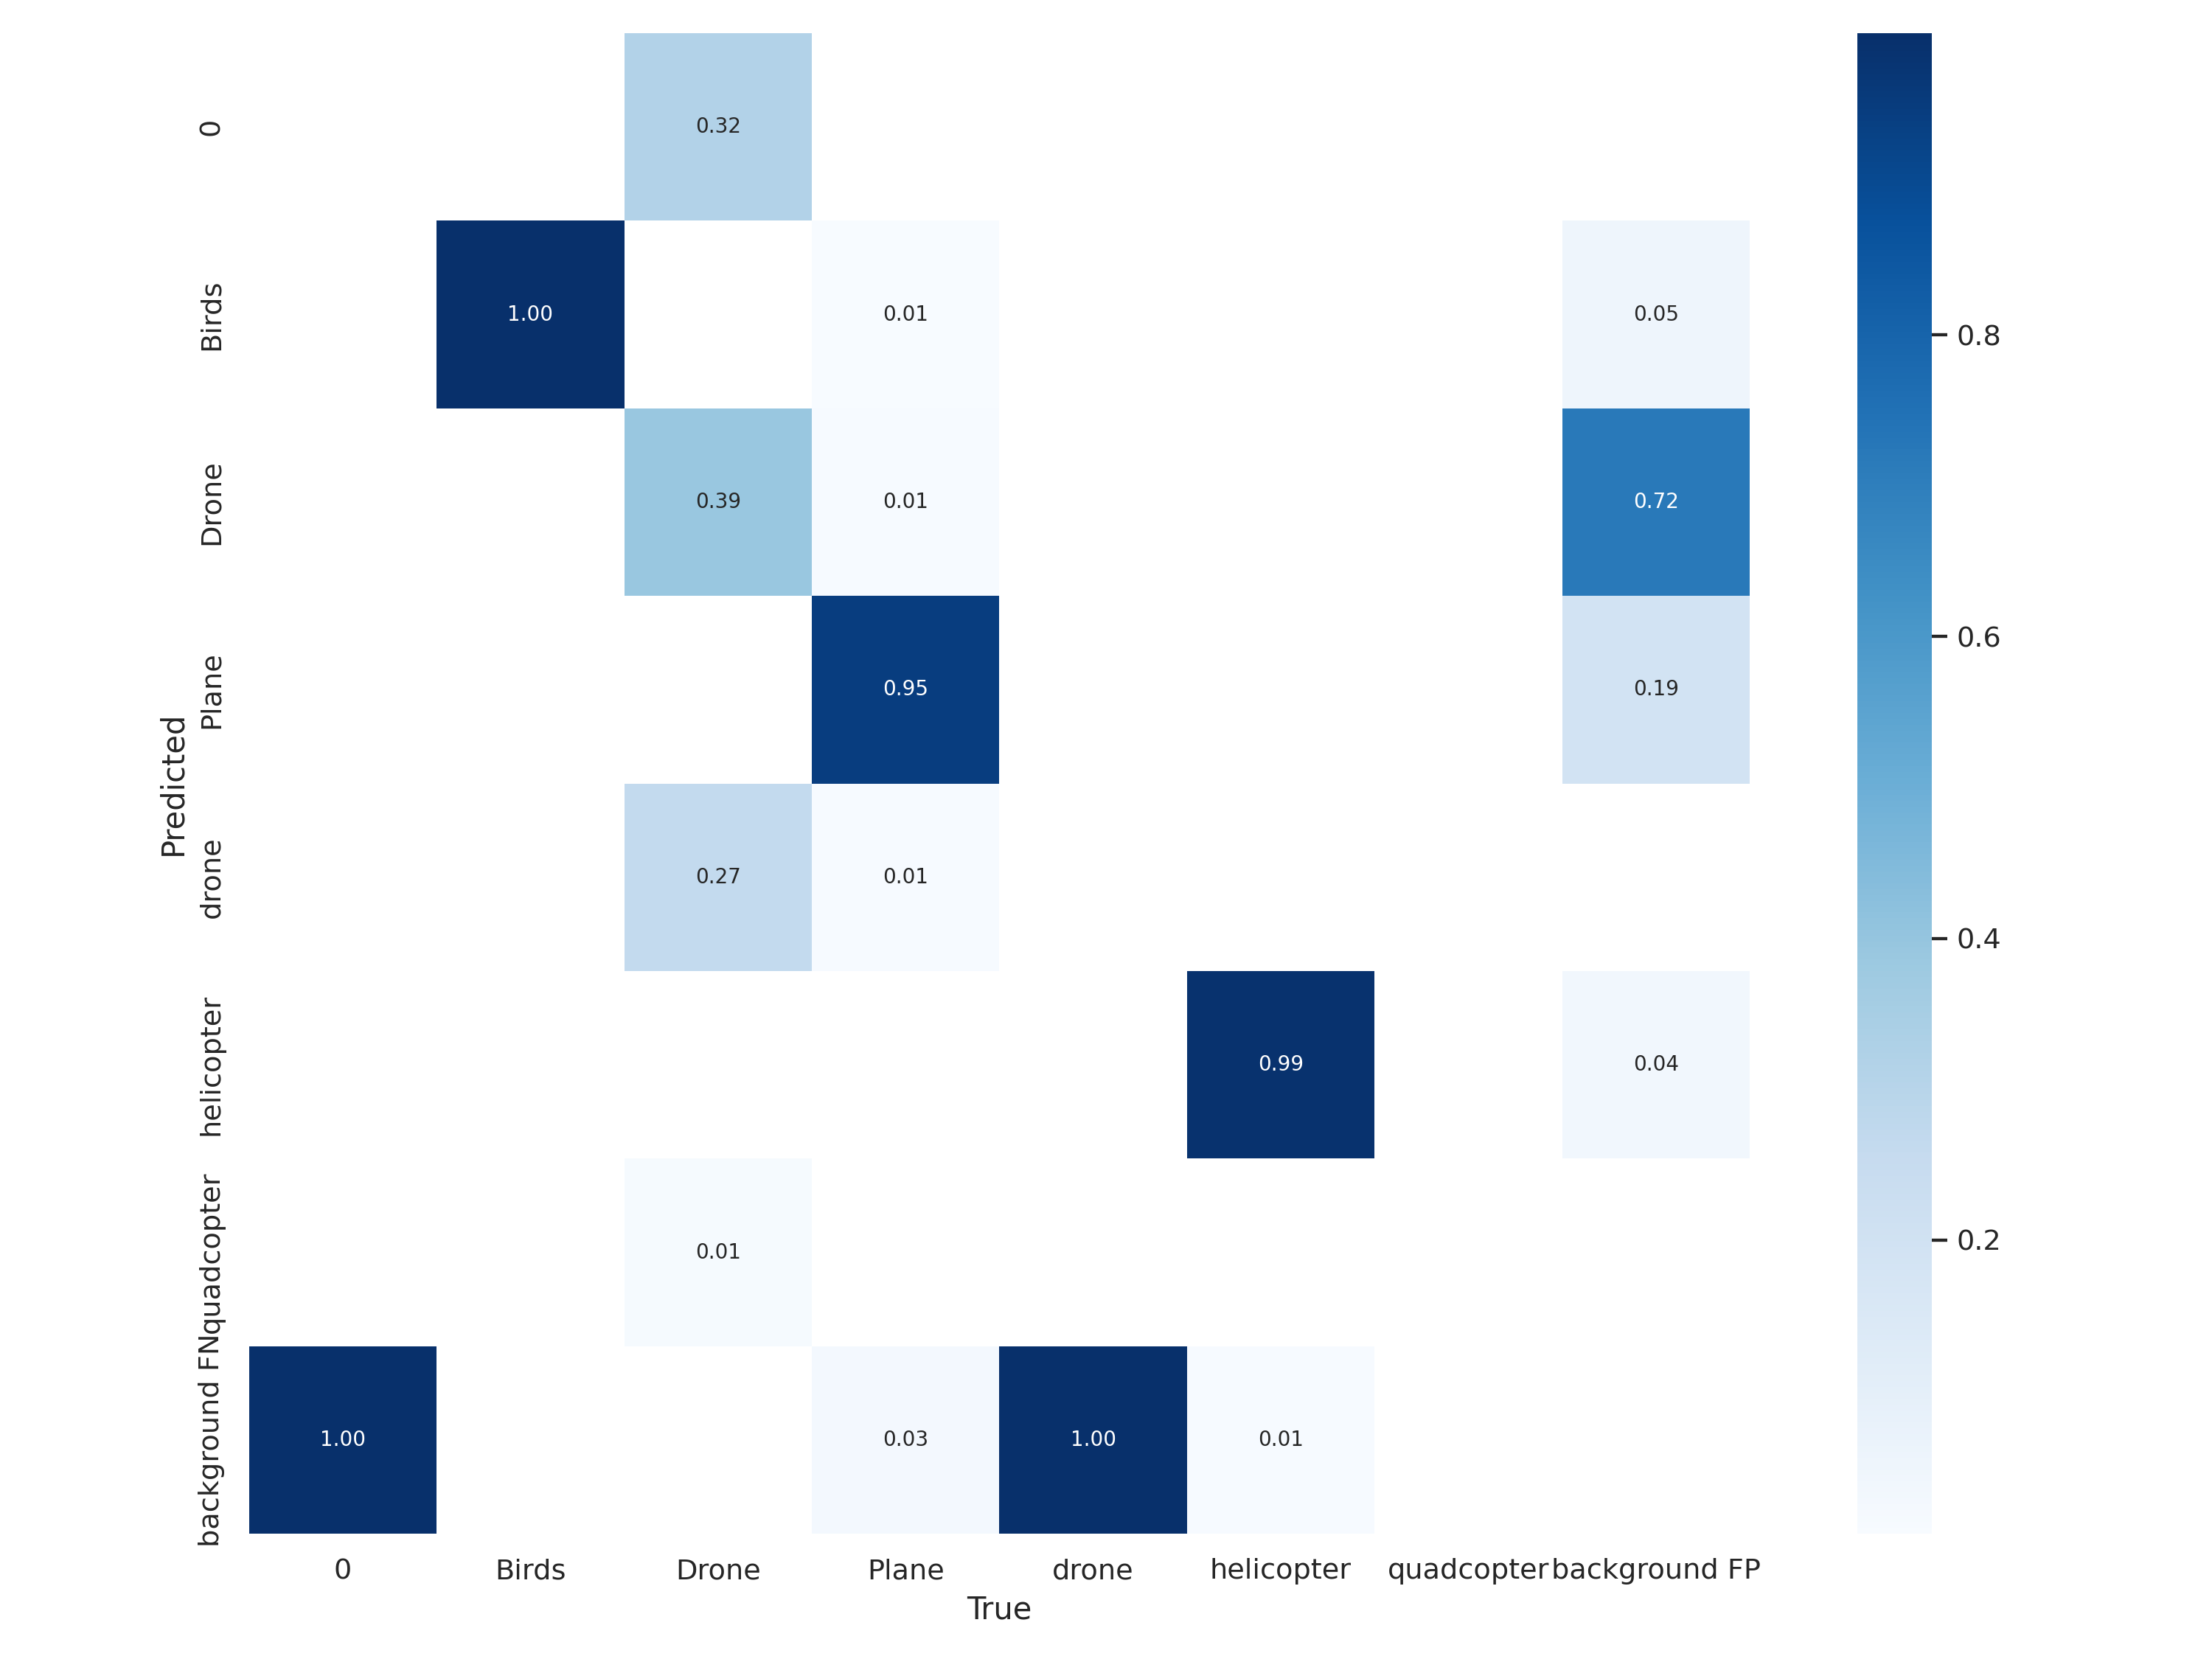 0
0.32
Birds
1.00
0.01
0.05
0.8
Drone
0.39
0.01
0.72
0.6
Plane
0.95
0.19
Predicted
drone
0.27
0.01
0.4
helicopter
0.99
0.04
quadcopter
0.01
0.2
background FN
1.00
0.03
1.00
0.01
0 Birds Drone Plane drone helicopter quadcopter background FP
True